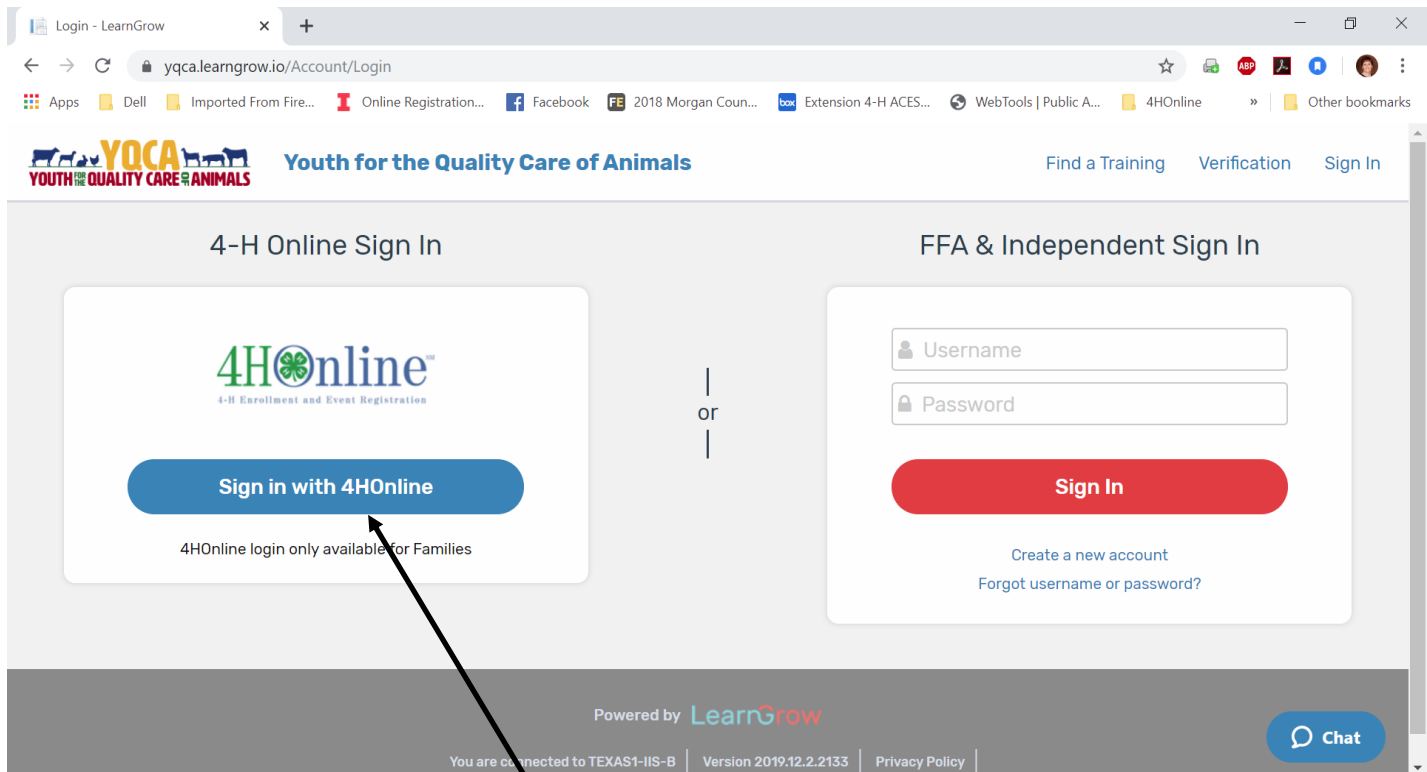 Login - LearnGrow
yqca.learngrow.io/Account/Login
ABP
Apps Dell Imported From Fire... I Online Registration... f Facebook FE 2018 Morgan Coun... box Extension 4-H ACES... WebTools | Public A... 4HOnline » Other bookmarks
YQCA
YOUTH FOR THE QUALITY CARE OF ANIMALS
Youth for the Quality Care of Animals
Find a Training Verification Sign In
4-H Online Sign In
4HOnline
4-H Enrollment and Event Registration
Sign in with 4HOnline
4HOnline login only available for Families
|
or
|
FFA & Independent Sign In
Username
Password
Sign In
Create a new account
Forgot username or password?
Powered by LearnGrow
You are connected to TEXAS1-IIS-B | Version 2019.12.2.2133 | Privacy Policy |
Chat